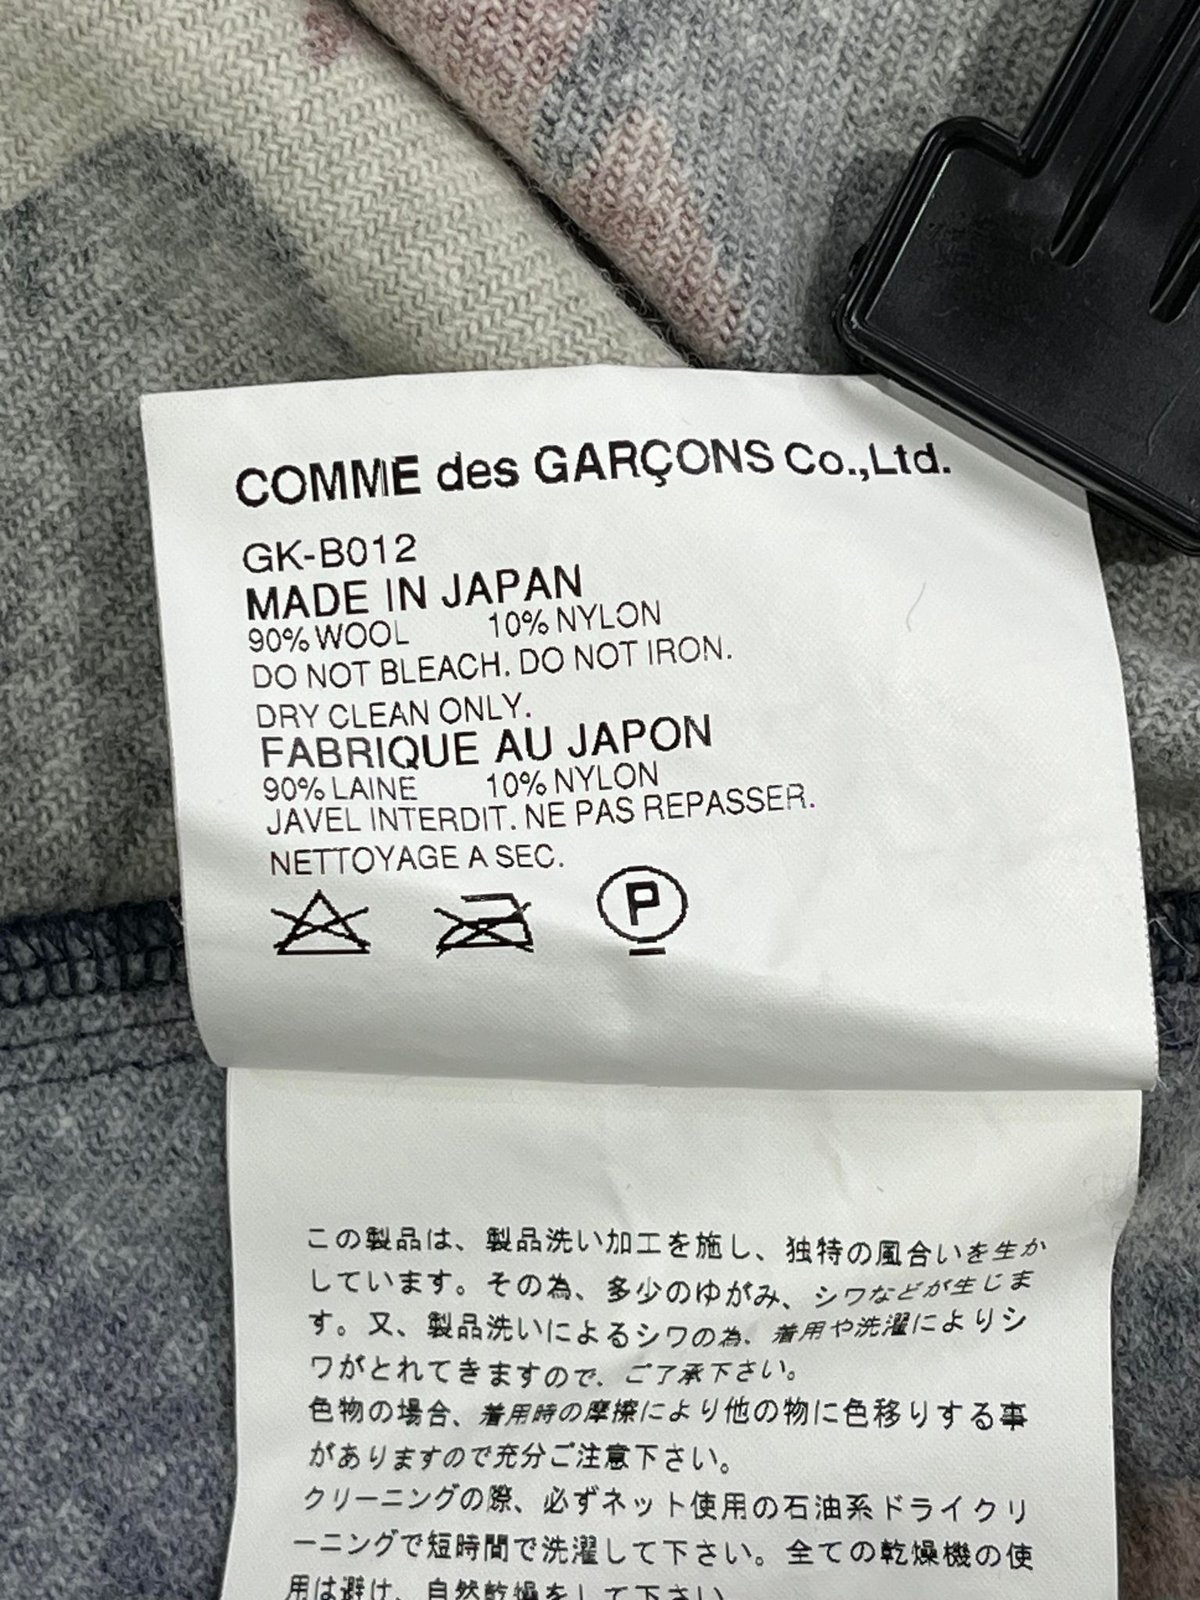 COMME des GARÇONS Co.,Ltd.
GK-B012
MADE IN JAPAN
90% WOOL 10% NYLON
DO NOT BLEACH. DO NOT IRON.
DRY CLEAN ONLY.
FABRIQUE AU JAPON
90% LAINE 10% NYLON
JAVEL INTERDIT. NE PAS REPASSER.
NETTOYAGE A SEC.
P
この製品は、製品洗い加工を施し、独特の風合いを生か
しています。その為、多少のゆがみ、シワなどが生じま
す。又、製品洗いによるシワの為、着用や洗濯によりシ
ワがとれてきますので、ご了承下さい。
色物の場合、着用時の摩擦により他の物に色移りする事
がありますので充分ご注意下さい。
クリーニングの際、必ずネット使用の石油系ドライクリ
ーニングで短時間で洗濯して下さい。全ての乾燥機の使
用は避け、自然乾燥をして下さい。